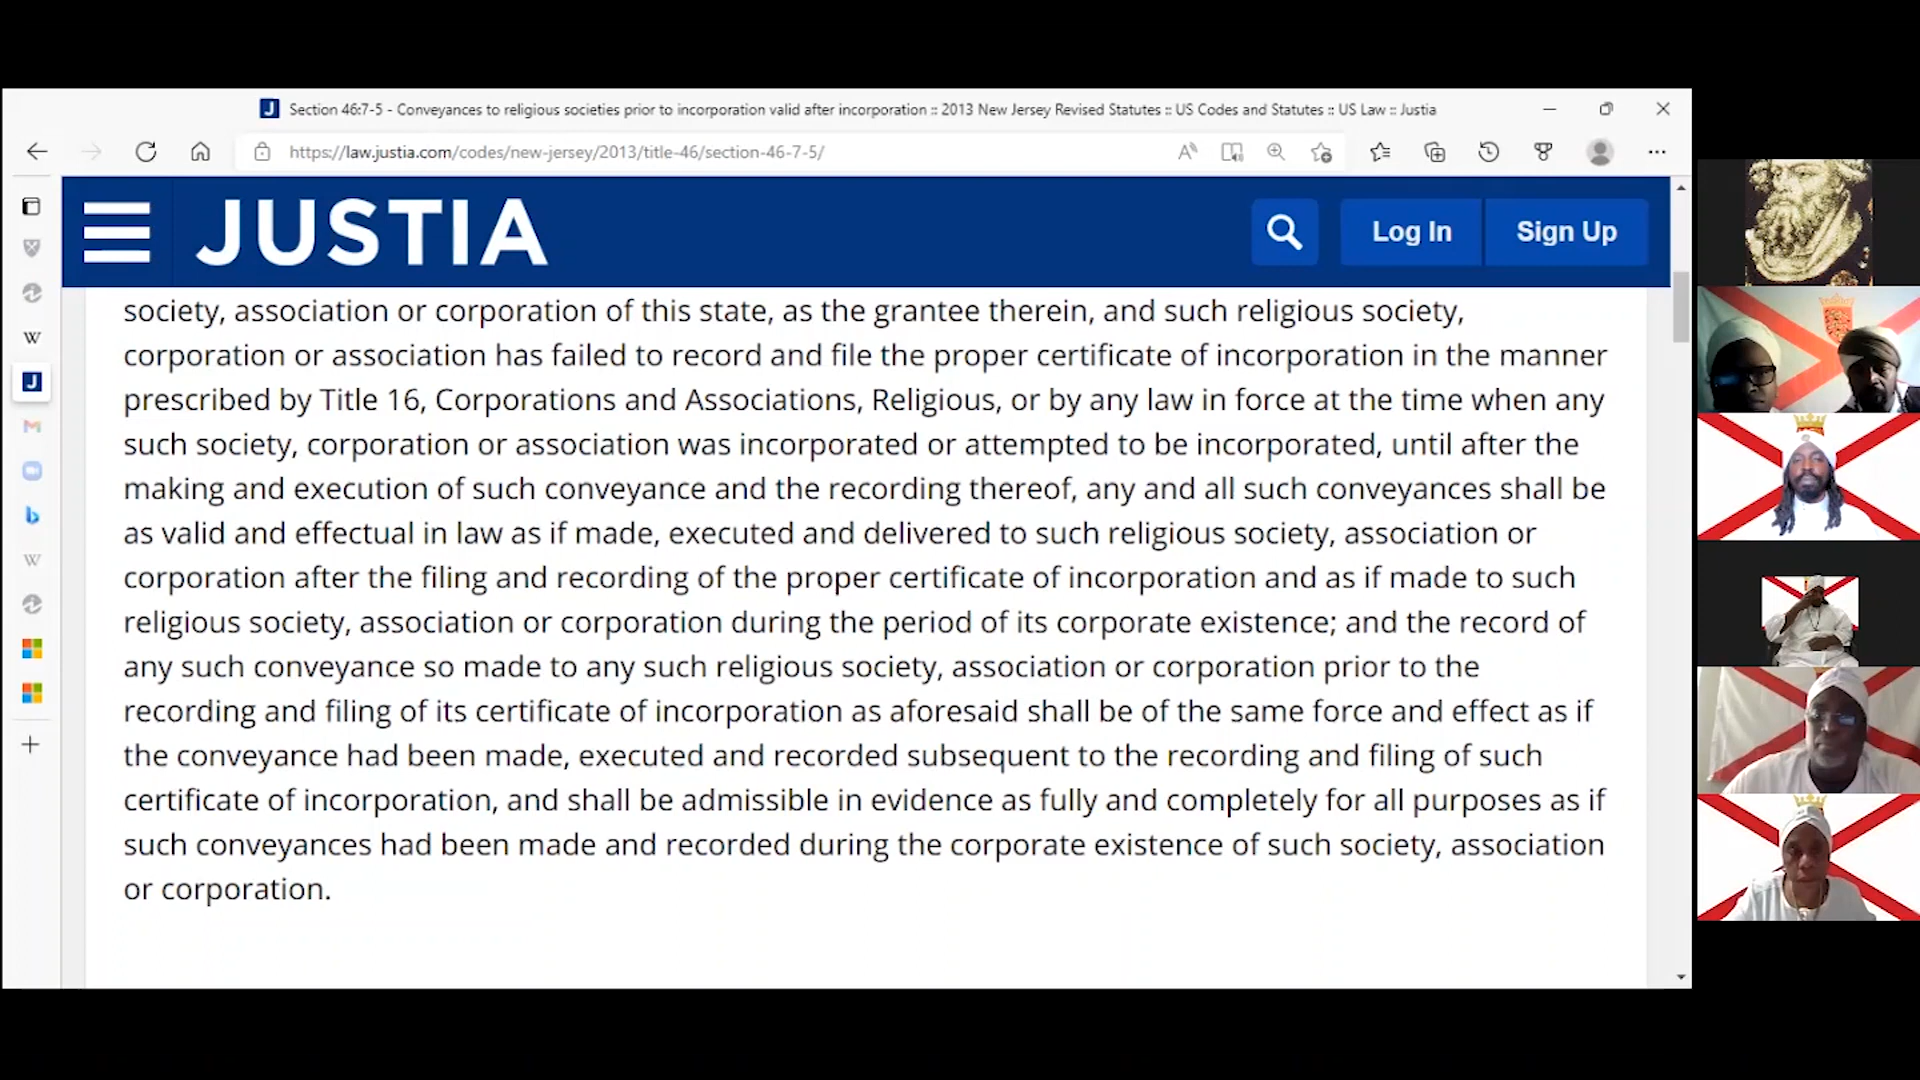 Section 46:7-5 - Conveyances to religious societies prior to incorporation valid after incorporation :: 2013 New Jersey Revised Statutes :: US Codes and Statutes :: US Law :: Justia
https://law.justia.com/codes/new-jersey/2013/title-46/section-46-7-5/
JUSTIA
Log In
Sign Up
society, association or corporation of this state, as the grantee therein, and such religious society,
corporation or association has failed to record and file the proper certificate of incorporation in the manner
prescribed by Title 16, Corporations and Associations, Religious, or by any law in force at the time when any
such society, corporation or association was incorporated or attempted to be incorporated, until after the
making and execution of such conveyance and the recording thereof, any and all such conveyances shall be
as valid and effectual in law as if made, executed and delivered to such religious society, association or
corporation after the filing and recording of the proper certificate of incorporation and as if made to such
religious society, association or corporation during the period of its corporate existence; and the record of
any such conveyance so made to any such religious society, association or corporation prior to the
recording and filing of its certificate of incorporation as aforesaid shall be of the same force and effect as if
the conveyance had been made, executed and recorded subsequent to the recording and filing of such
certificate of incorporation, and shall be admissible in evidence as fully and completely for all purposes as if
such conveyances had been made and recorded during the corporate existence of such society, association
or corporation.